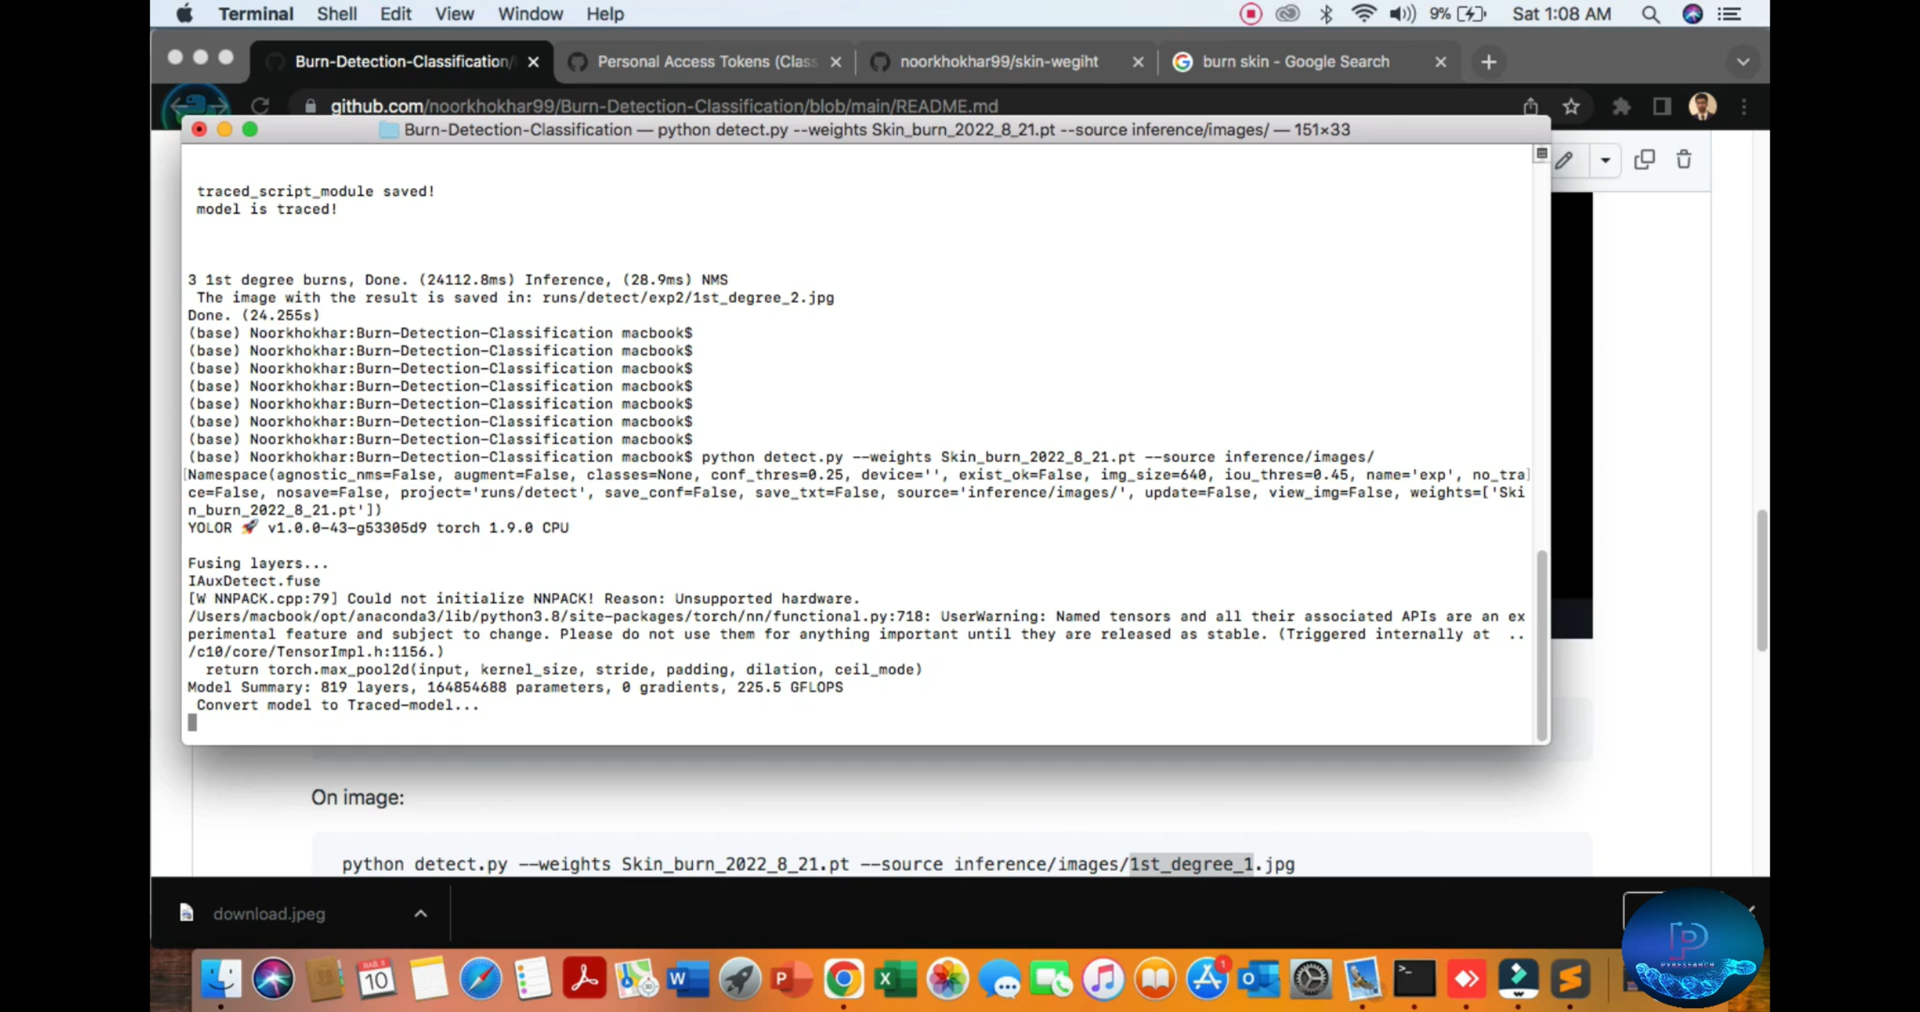 Terminal Shell Edit View Window Help 9% Sat 1:08 AM
Burn-Detection-Classification/ Personal Access Tokens (Class noorkhokhar99/skin-wegiht burn skin - Google Search
github.com/noorkhokhar99/Burn-Detection-Classification/blob/main/README.md
Burn-Detection-Classification — python detect.py --weights Skin_burn_2022_8_21.pt --source inference/images/ — 151×33
traced_script_module saved!
model is traced!
3 1st degree burns, Done. (24112.8ms) Inference, (28.9ms) NMS
The image with the result is saved in: runs/detect/exp2/1st_degree_2.jpg
Done. (24.255s)
(base) Noorkhokhar:Burn-Detection-Classification macbook$
(base) Noorkhokhar:Burn-Detection-Classification macbook$
(base) Noorkhokhar:Burn-Detection-Classification macbook$
(base) Noorkhokhar:Burn-Detection-Classification macbook$
(base) Noorkhokhar:Burn-Detection-Classification macbook$
(base) Noorkhokhar:Burn-Detection-Classification macbook$
(base) Noorkhokhar:Burn-Detection-Classification macbook$
(base) Noorkhokhar:Burn-Detection-Classification macbook$ python detect.py --weights Skin_burn_2022_8_21.pt --source inference/images/
Namespace(agnostic_nms=False, augment=False, classes=None, conf_thres=0.25, device='', exist_ok=False, img_size=640, iou_thres=0.45, name='exp', no_tra
ce=False, nosave=False, project='runs/detect', save_conf=False, save_txt=False, source='inference/images/', update=False, view_img=False, weights=['Ski
n_burn_2022_8_21.pt'])
YOLOR 🚀 v1.0.0-43-g53305d9 torch 1.9.0 CPU
Fusing layers...
IAuxDetect.fuse
[W NNPACK.cpp:79] Could not initialize NNPACK! Reason: Unsupported hardware.
/Users/macbook/opt/anaconda3/lib/python3.8/site-packages/torch/nn/functional.py:718: UserWarning: Named tensors and all their associated APIs are an ex
perimental feature and subject to change. Please do not use them for anything important until they are released as stable. (Triggered internally at ..
/c10/core/TensorImpl.h:1156.)
return torch.max_pool2d(input, kernel_size, stride, padding, dilation, ceil_mode)
Model Summary: 819 layers, 164854688 parameters, 0 gradients, 225.5 GFLOPS
Convert model to Traced-model...
On image:
python detect.py --weights Skin_burn_2022_8_21.pt --source inference/images/1st_degree_1.jpg
download.jpeg
10
1
PYRESEARCH